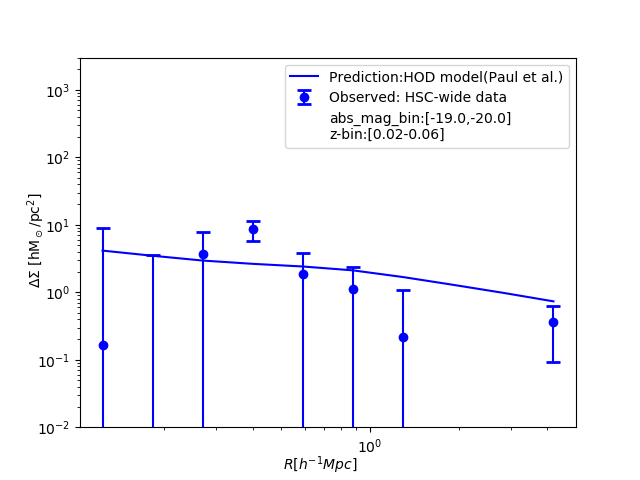 Prediction:HOD model(Paul et al.)
Observed: HSC-wide data
abs_mag_bin:[-19.0,-20.0]
z-bin:[0.02-0.06]
10³
10²
10¹
10⁰
10⁻¹
10⁻²
ΔΣ [hM⊙/pc²]
10⁰
R[h⁻¹Mpc]